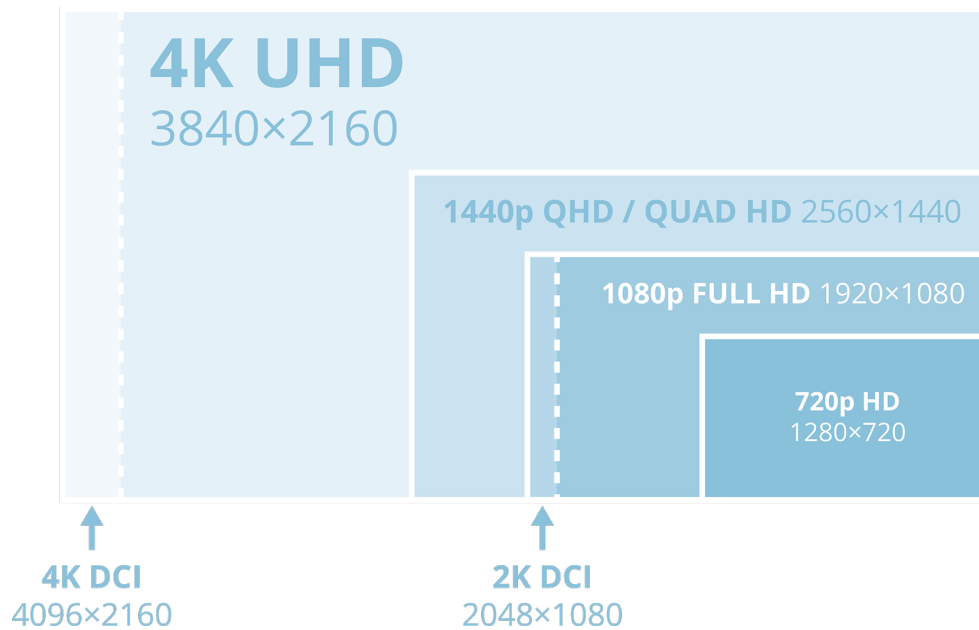 4K UHD
3840×2160
1440p QHD / QUAD HD 2560×1440
1080p FULL HD 1920×1080
720p HD
1280×720
4K DCI
4096×2160
2K DCI
2048×1080